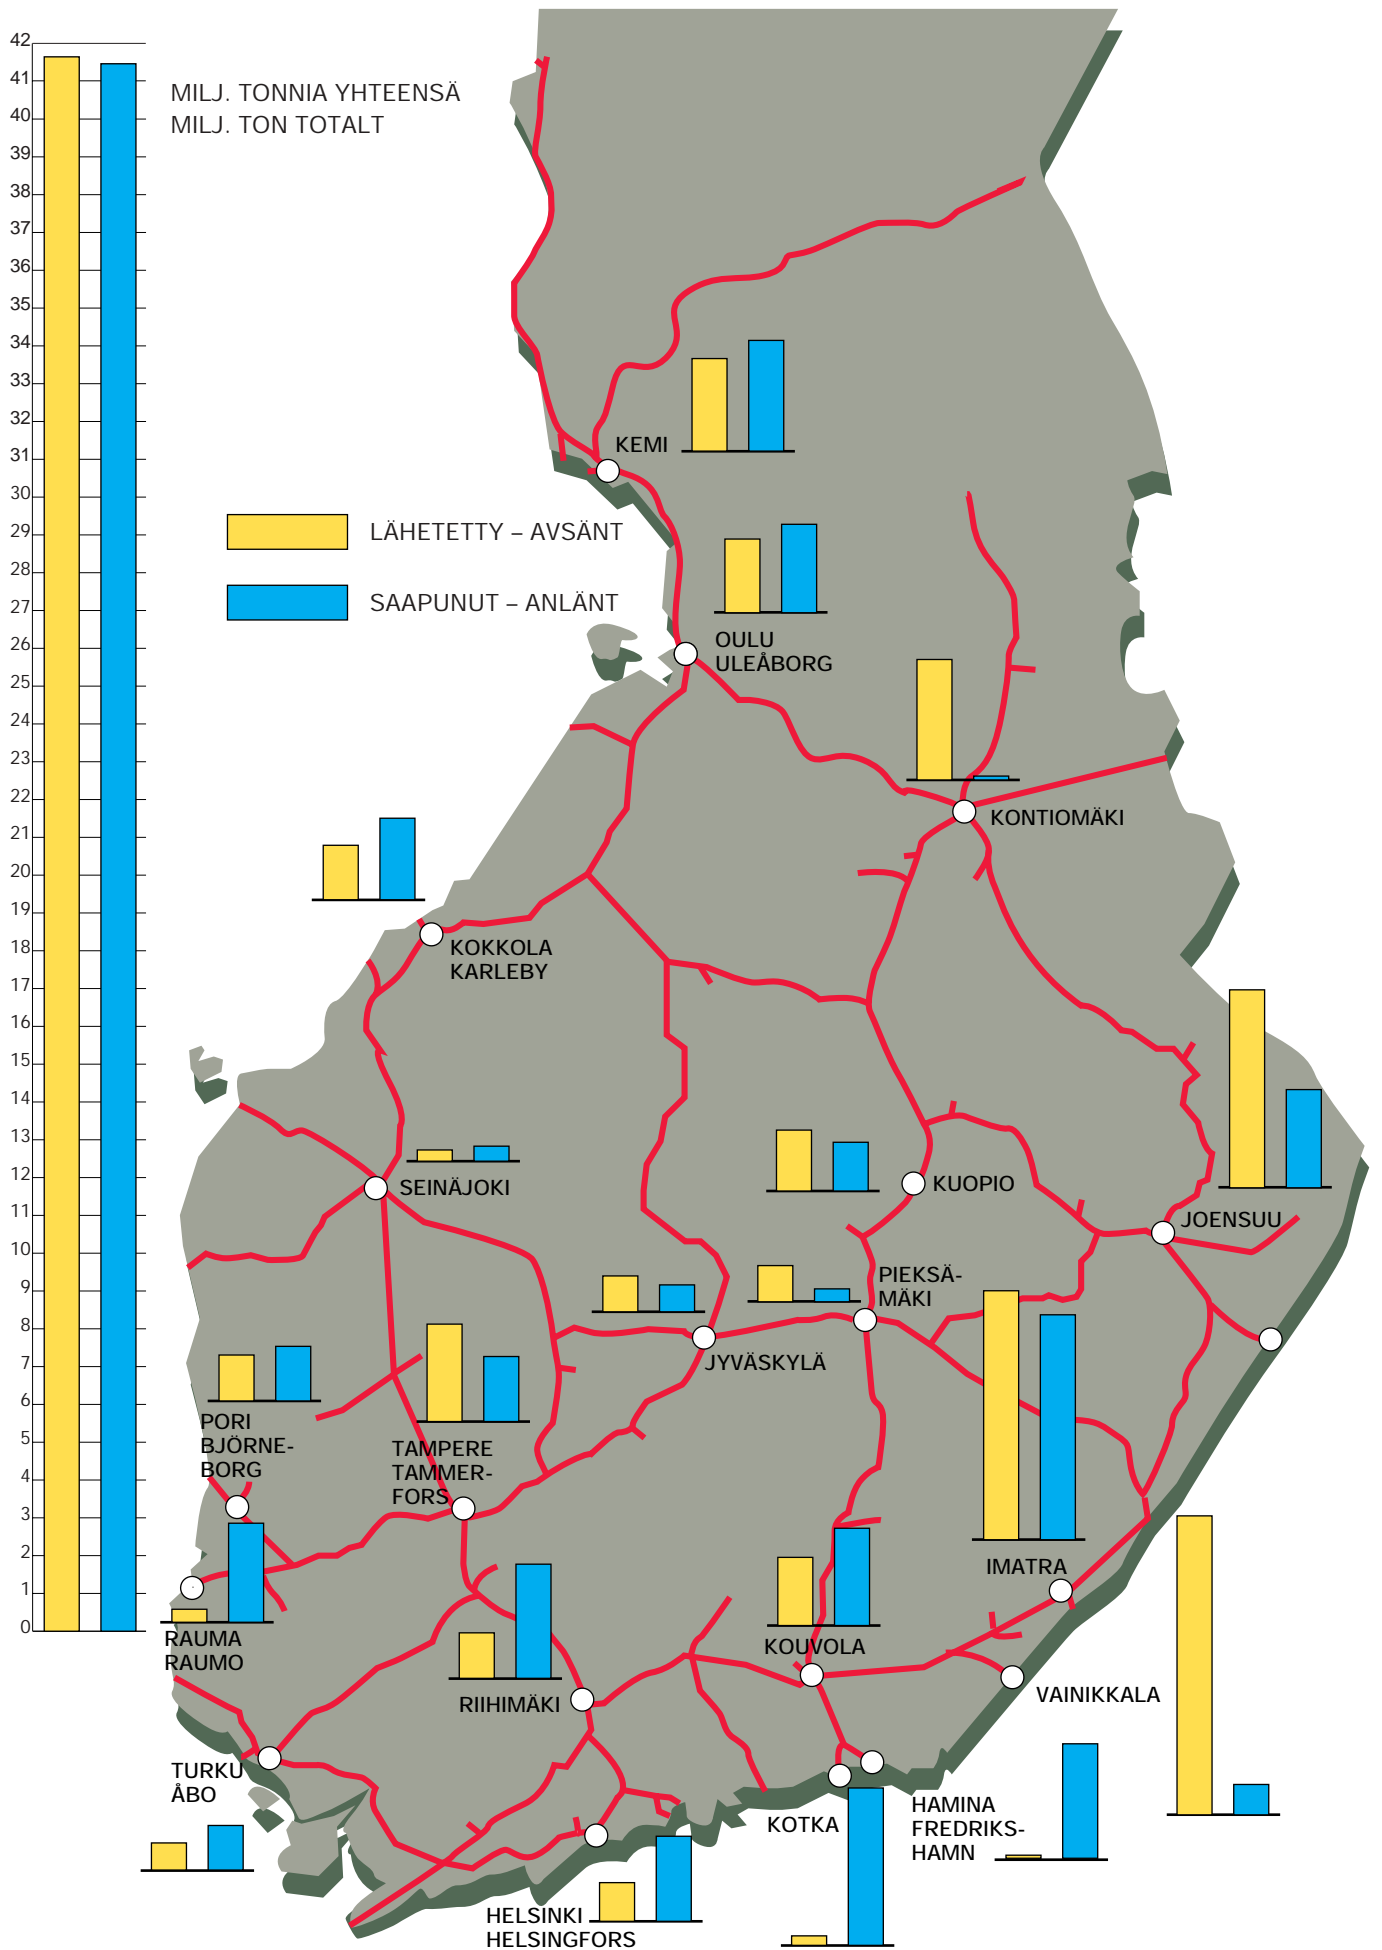 42
41
40
39
38
37
36
35
34
33
32
31
30
29
28
27
26
25
24
23
22
21
20
19
18
17
16
15
14
13
12
11
10
9
8
7
6
5
4
3
2
1
0
MILJ. TONNIA YHTEENSÄ
MILJ. TON TOTALT
LÄHETETTY – AVSÄNT
SAAPUNUT – ANLÄNT
KEMI
OULU
ULEÅBORG
KONTIOMÄKI
KOKKOLA
KARLEBY
SEINÄJOKI
KUOPIO
JOENSUU
PIEKSÄ-
MÄKI
JYVÄSKYLÄ
PORI
BJÖRNE-
BORG
TAMPERE
TAMMER-
FORS
IMATRA
RAUMA
RAUMO
RIIHIMÄKI
KOUVOLA
VAINIKKALA
TURKU
ÅBO
KOTKA
HAMINA
FREDRIKS-
HAMN
HELSINKI
HELSINGFORS